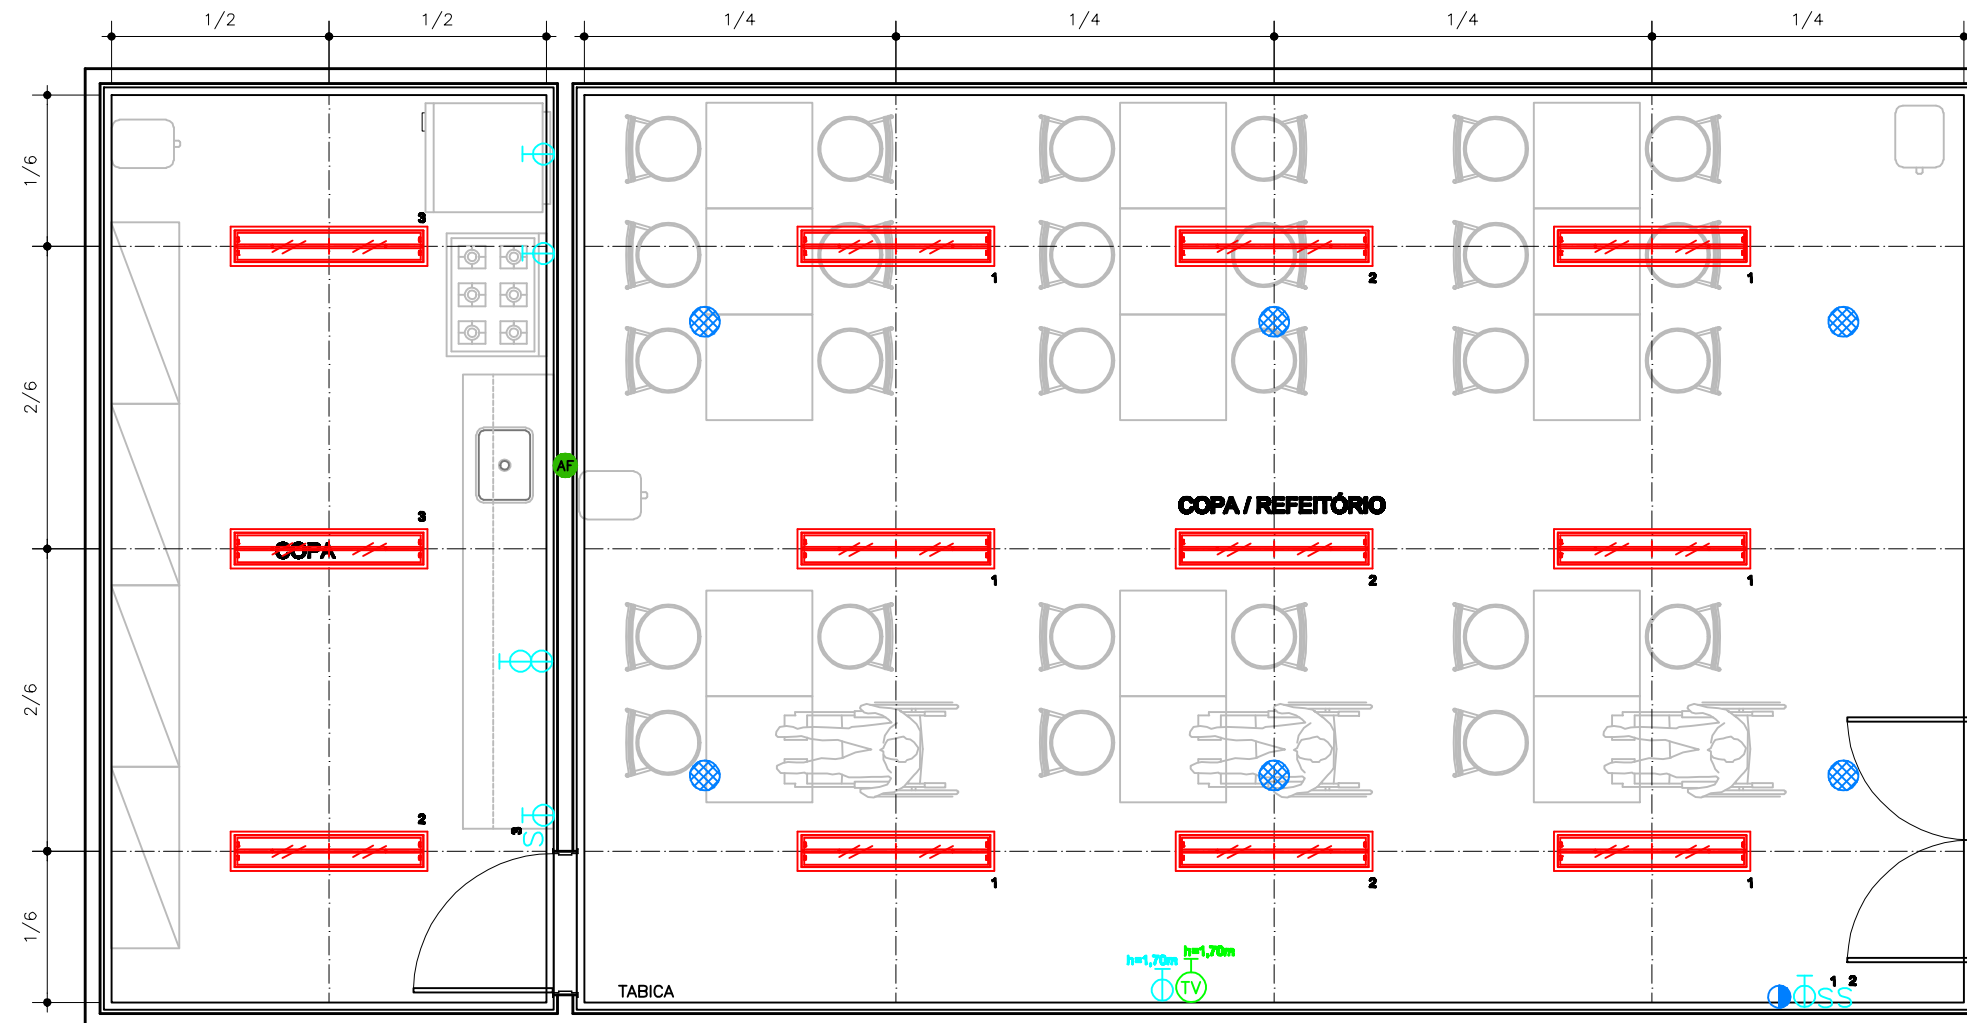 1/2 1/2 1/4 1/4 1/4 1/4
1/6
3
1 2 1
2/6
AF
COPA / REFEITÓRIO
3
COPA
1 2 1
2/6
2 3
S
1 2 1
1/6
h=1,70m h=1,70m
TABICA
TV
1 2
SS